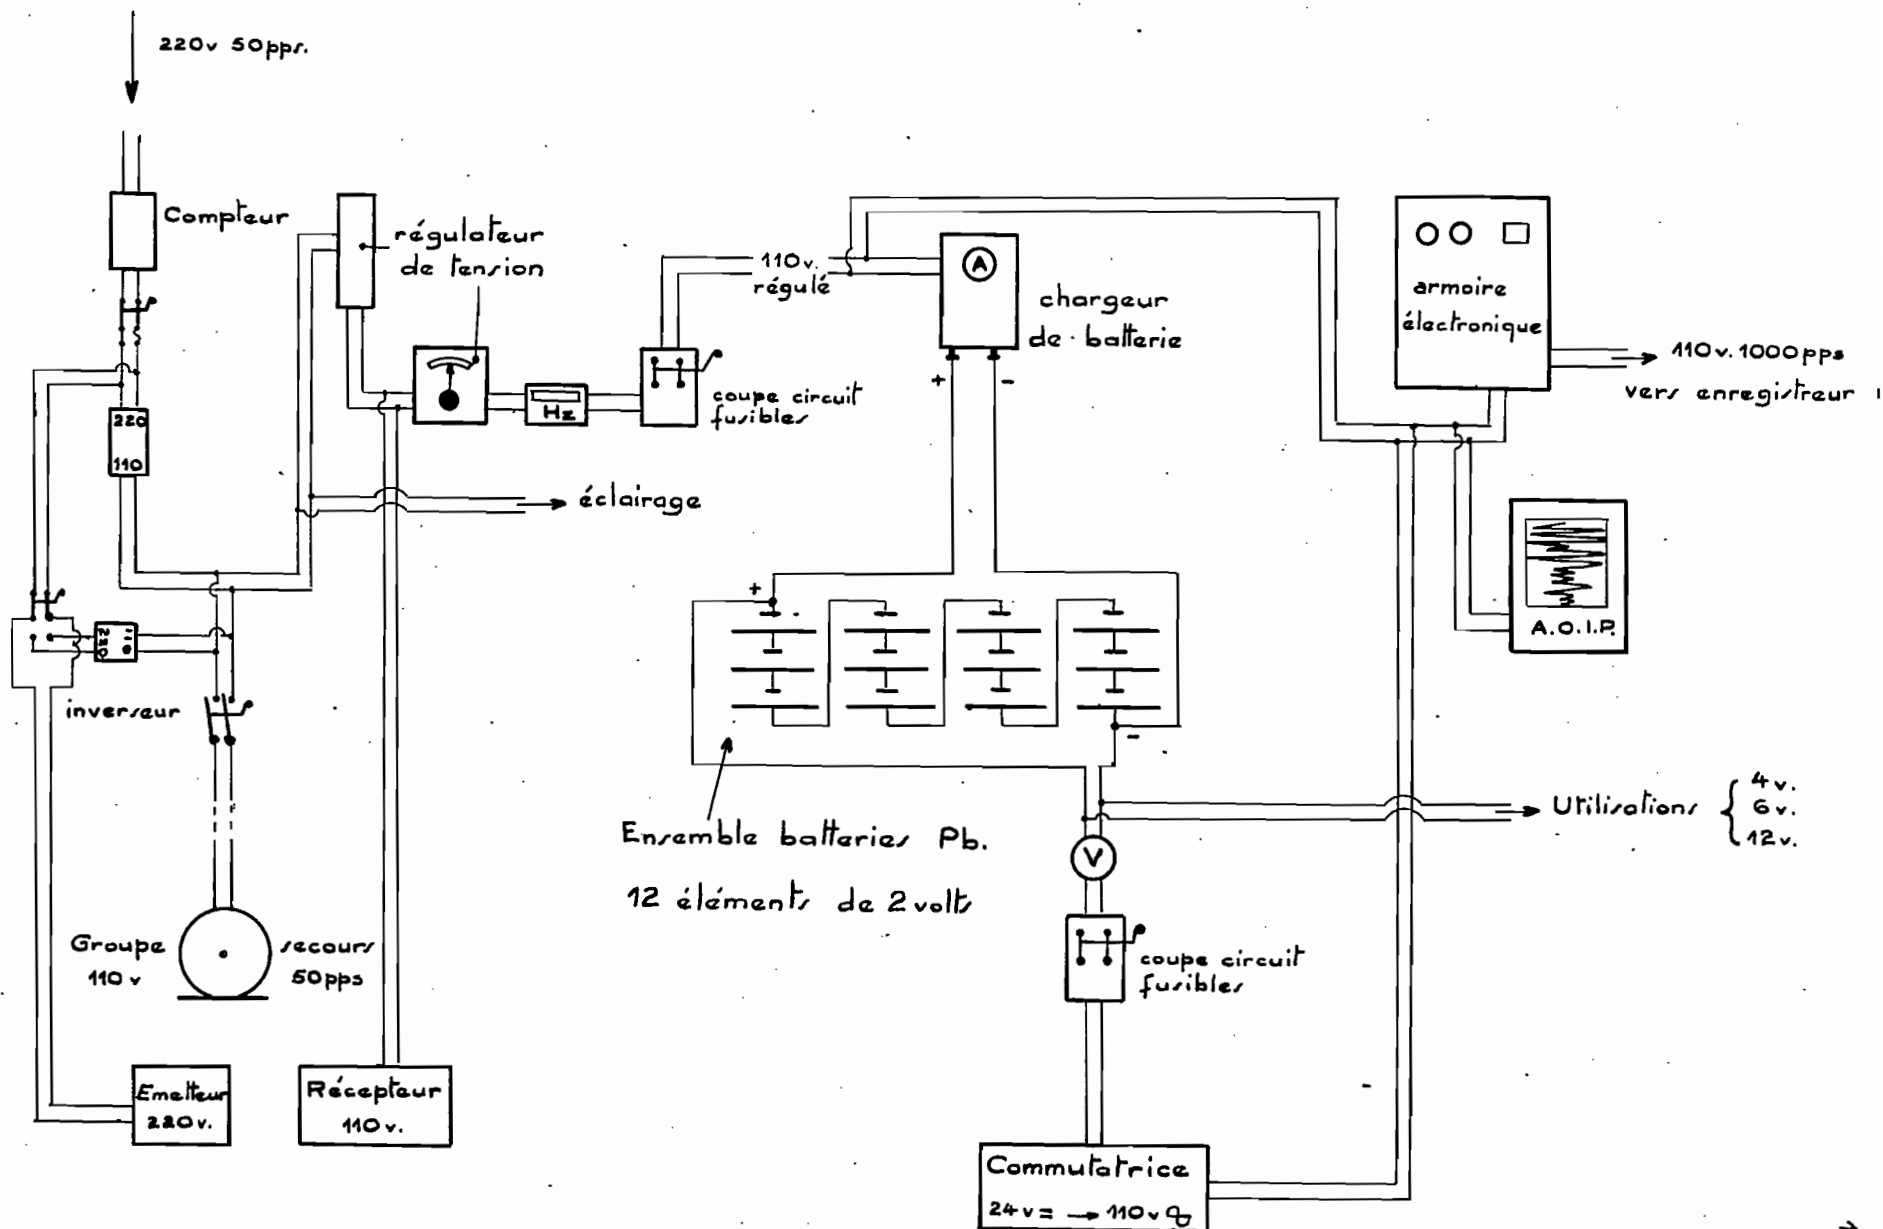 220v 50pps.
Compteur
régulateur
de tension
220
110
Hz
coupe circuit
fusibles
110v.
régulé
A
chargeur
de batterie
+
-
armoire
électronique
110v. 1000pps
vers enregistreur
éclairage
A.O.I.P.
220
110
inverseur
+
-
Ensemble batteries Pb.
12 éléments de 2 volts
Utilisations
4v.
6v.
12v.
V
coupe circuit
fusibles
Groupe secours
110v 50pps
Emetteur
220v.
Récepteur
110v.
Commutatrice
24v = → 110v